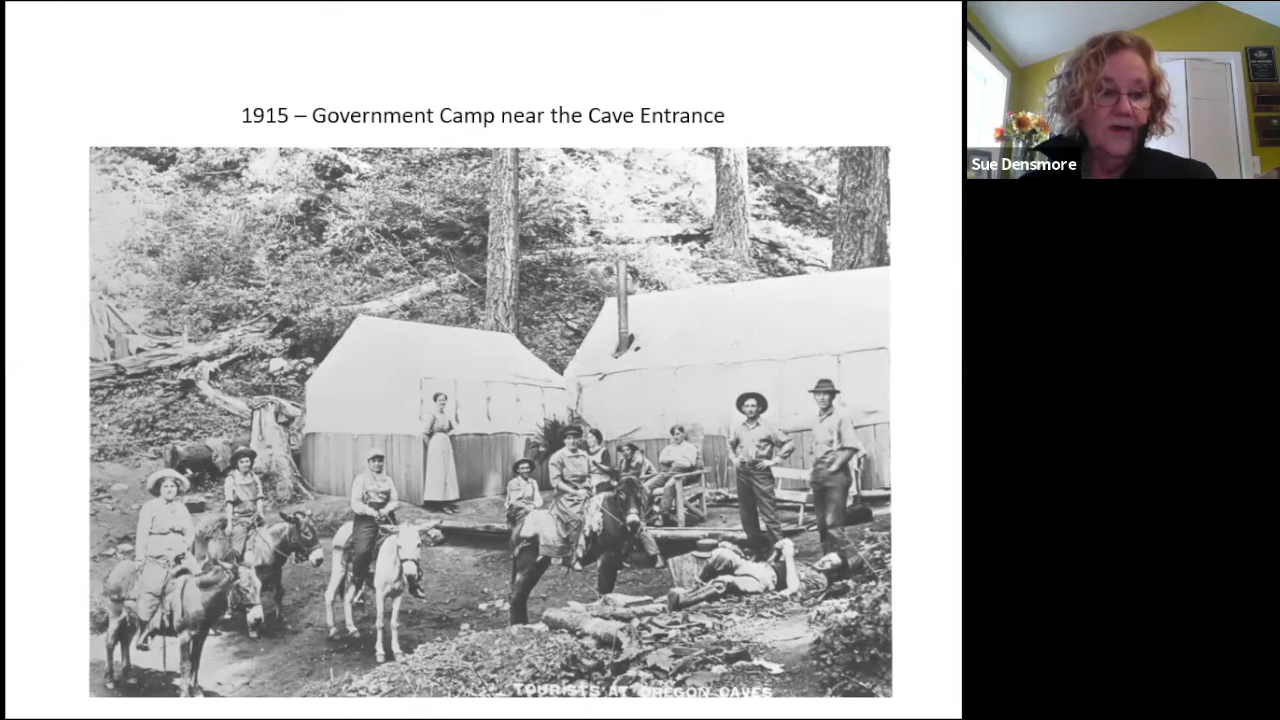 1915 – Government Camp near the Cave Entrance
Sue Densmore
TOURISTS AT OREGON CAVES